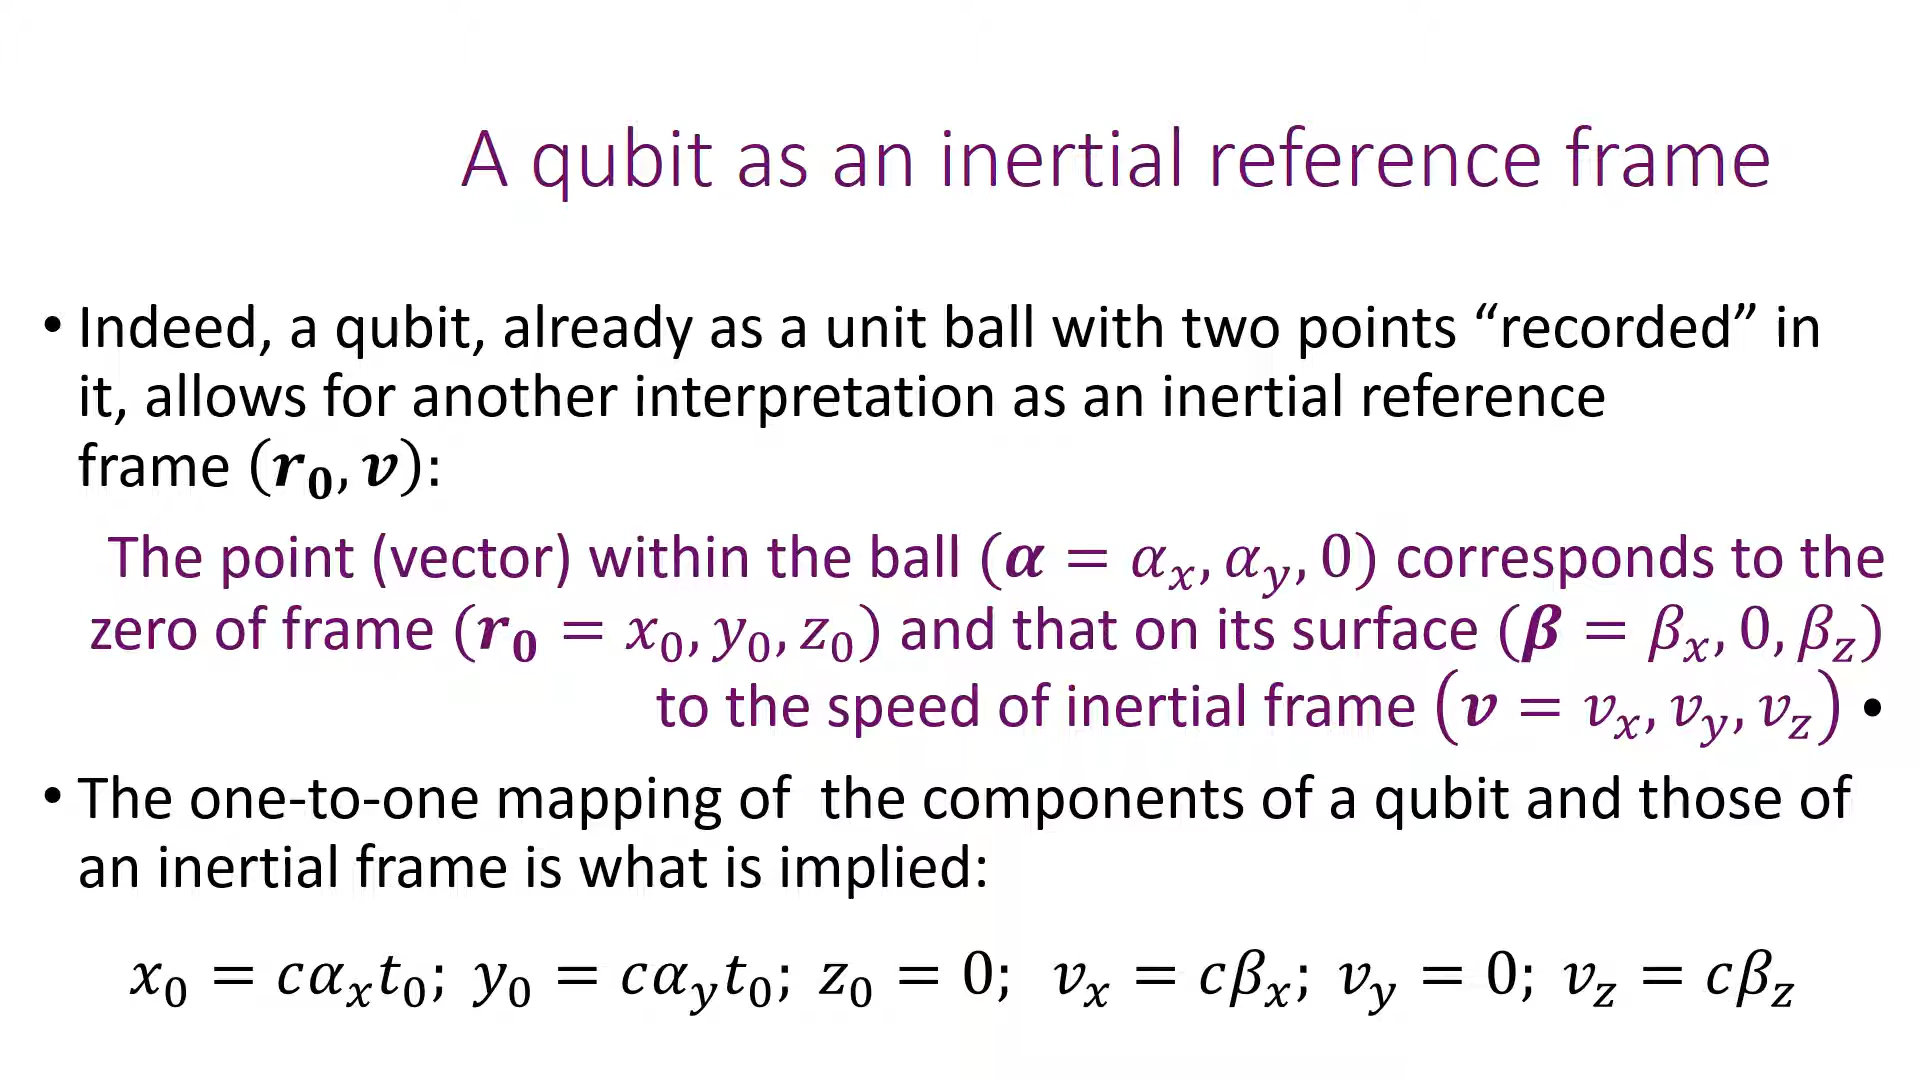 A qubit as an inertial reference frame
• Indeed, a qubit, already as a unit ball with two points “recorded” in
it, allows for another interpretation as an inertial reference
frame (𝒓₀, 𝒗):
The point (vector) within the ball (𝜶 = αₓ, α_y, 0) corresponds to the
zero of frame (𝒓₀ = x₀, y₀, z₀) and that on its surface (𝜷 = βₓ, 0, β_z)
to the speed of inertial frame (𝒗 = vₓ, v_y, v_z) •
• The one-to-one mapping of the components of a qubit and those of
an inertial frame is what is implied:
x₀ = cαₓt₀; y₀ = cα_yt₀; z₀ = 0; vₓ = cβₓ; v_y = 0; v_z = cβ_z